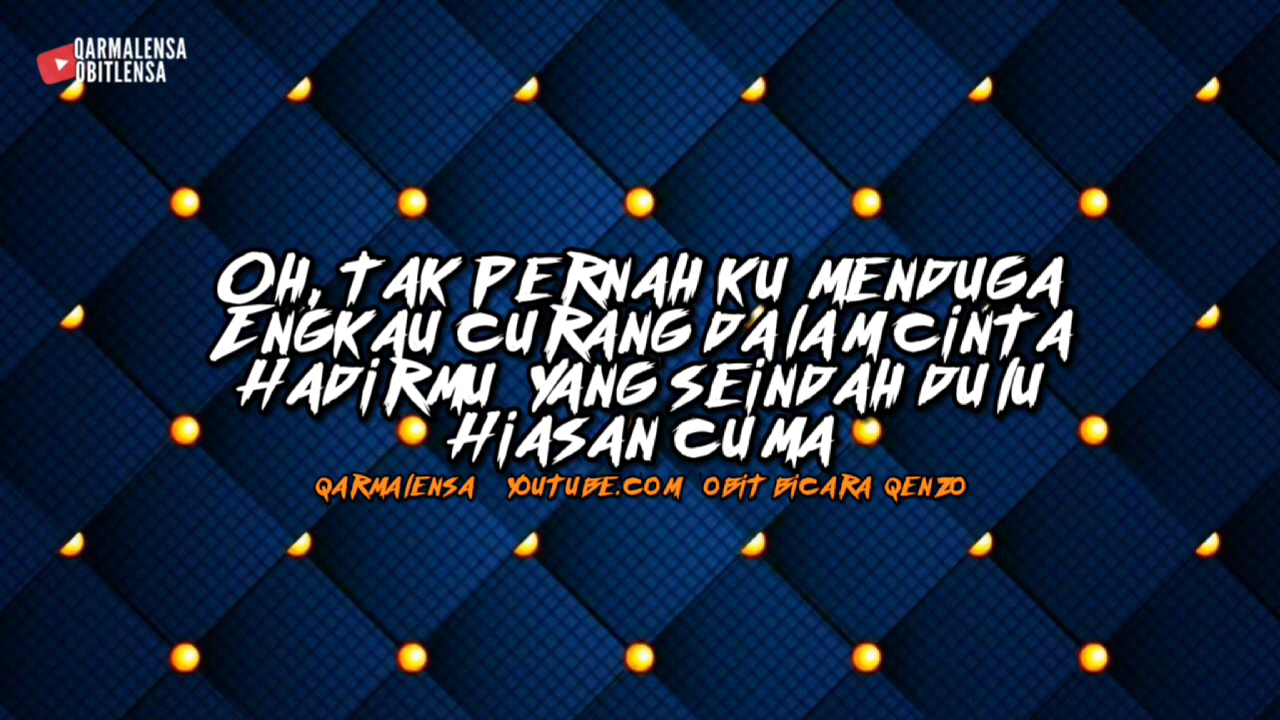 QARMALENSA
OBITLENSA
Oh, tak pernah ku menduga
Engkau curang dalam cinta
Hadirmu yang seindah dulu
Hiasan cuma
QARMALENSA YOUTUBE.COM OBIT BICARA QENZO